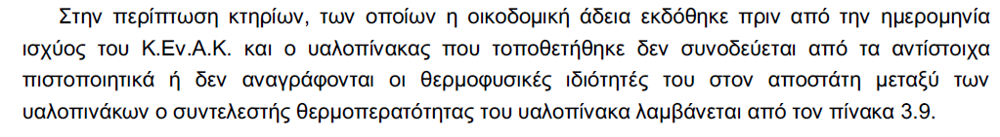 Στην περίπτωση κτηρίων, των οποίων η οικοδομική άδεια εκδόθηκε πριν από την ημερομηνία
ισχύος του Κ.Εν.Α.Κ. και ο υαλοπίνακας που τοποθετήθηκε δεν συνοδεύεται από τα αντίστοιχα
πιστοποιητικά ή δεν αναγράφονται οι θερμοφυσικές ιδιότητές του στον αποστάτη μεταξύ των
υαλοπινάκων ο συντελεστής θερμοπερατότητας του υαλοπίνακα λαμβάνεται από τον πίνακα 3.9.